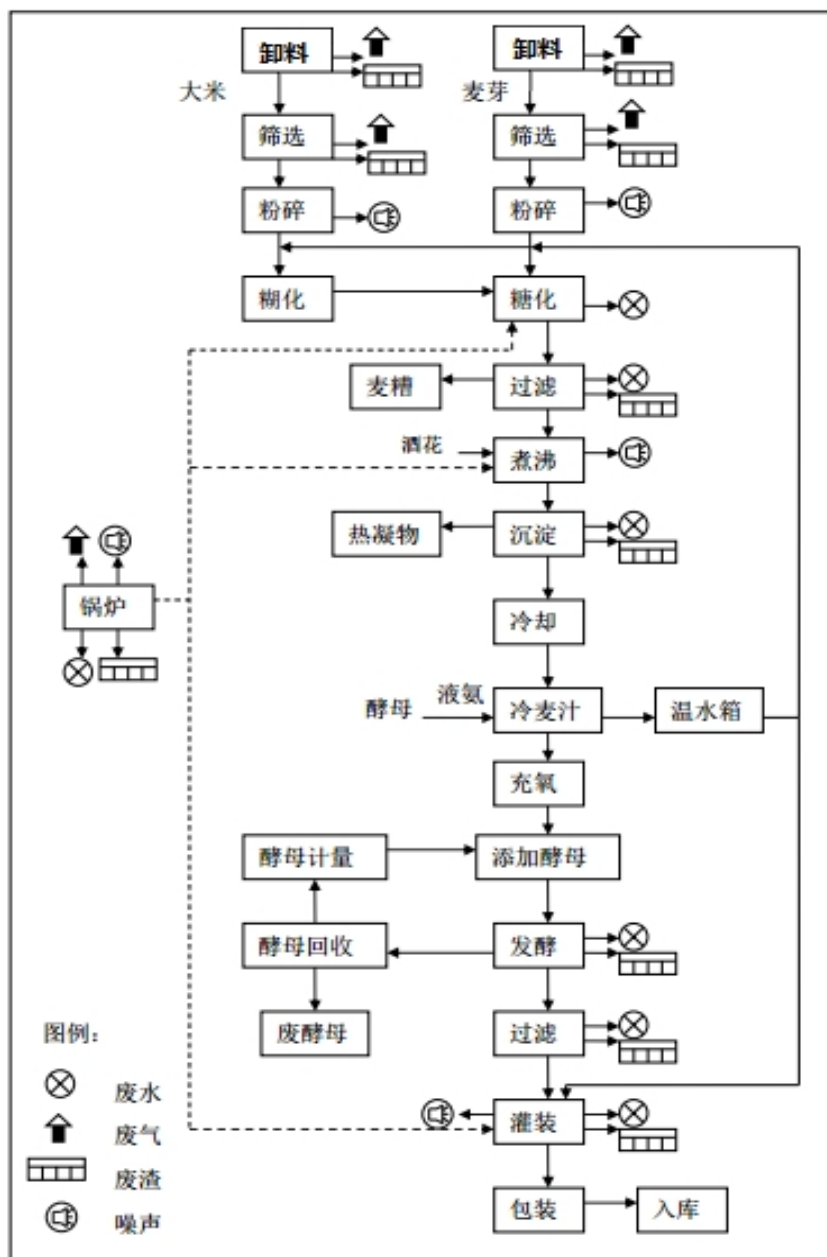 卸料
卸料
大米
麦芽
筛选
筛选
粉碎
粉碎
糊化
糖化
麦糟
过滤
酒花
煮沸
热凝物
沉淀
锅炉
冷却
酵母
液氨
冷麦汁
温水箱
充氧
酵母计量
添加酵母
酵母回收
发酵
废酵母
过滤
灌装
包装
入库
图例：
废水
废气
废渣
噪声